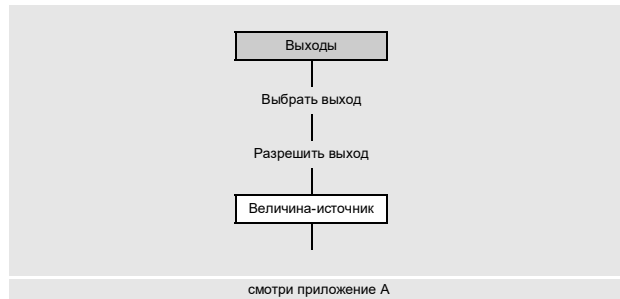 Выходы
Выбрать выход
Разрешить выход
Величина-источник
смотри приложение A